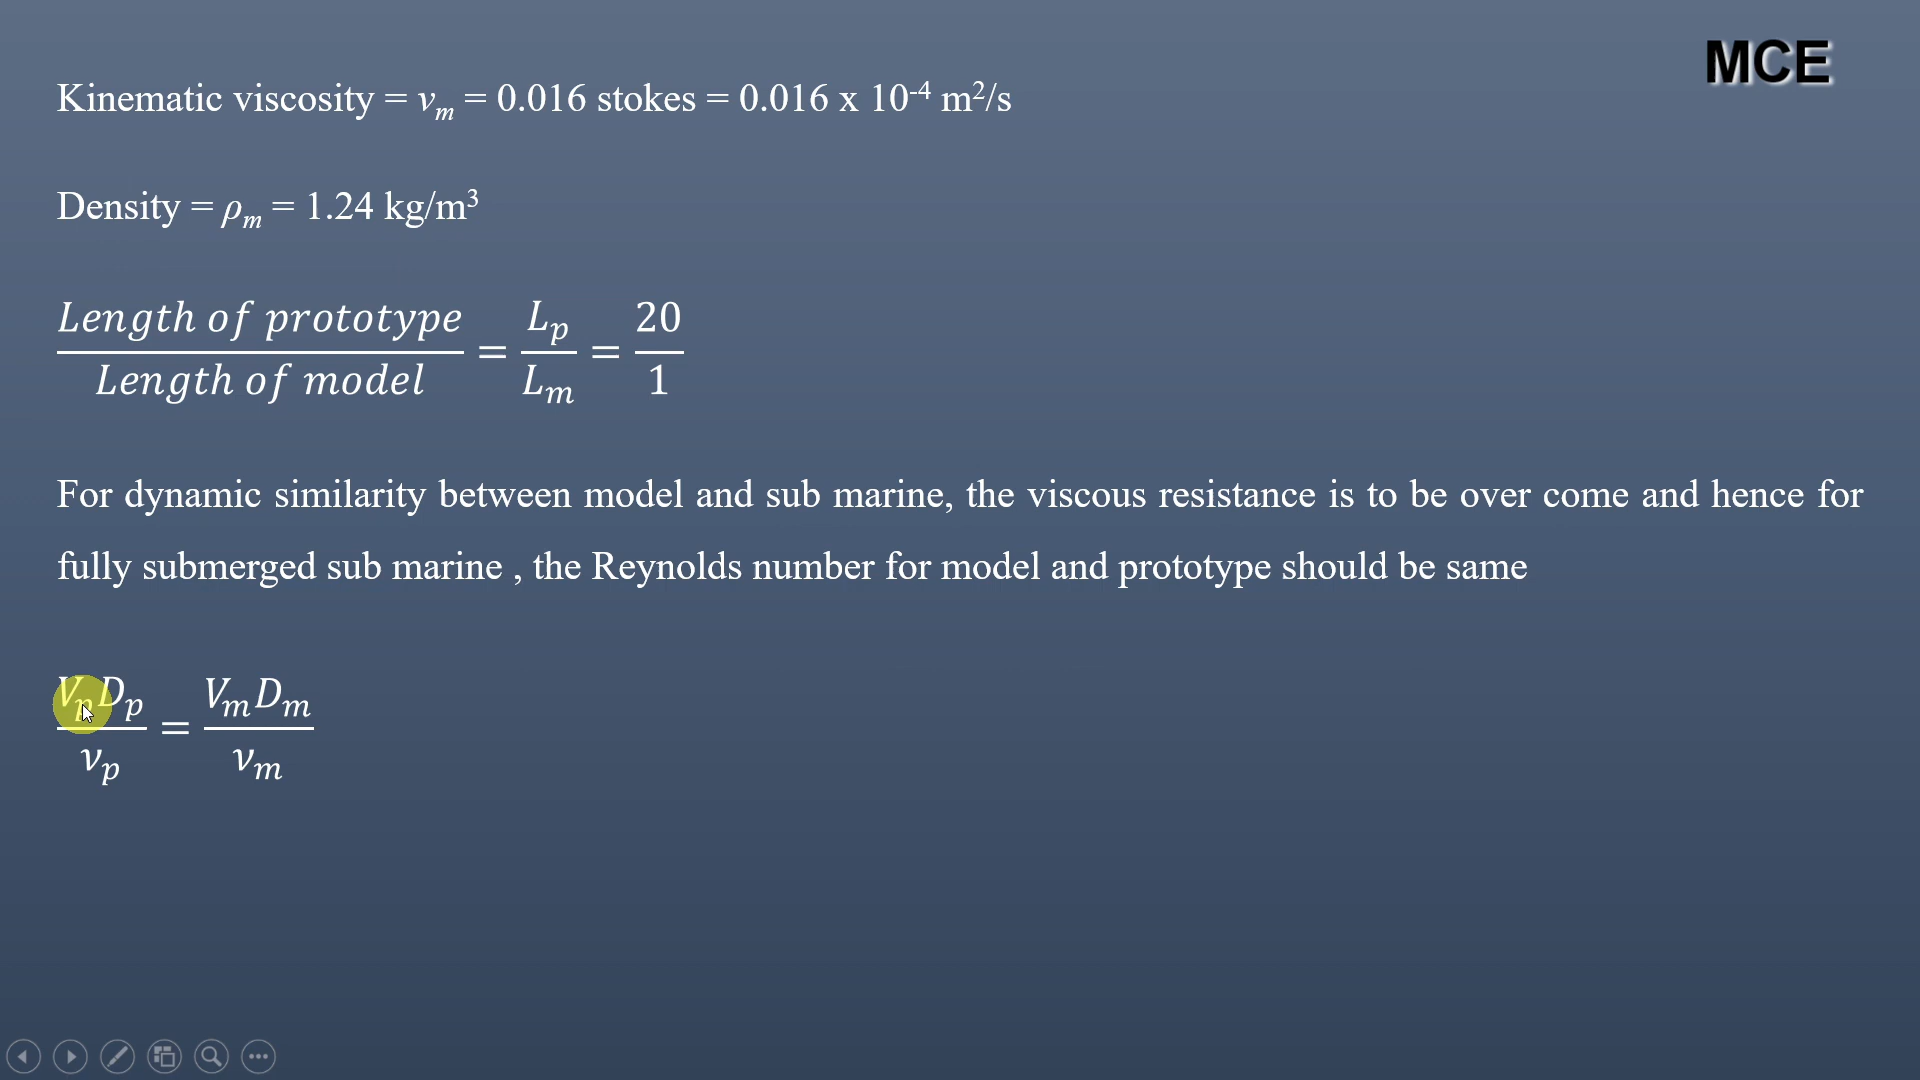 MCE
Kinematic viscosity = νₘ = 0.016 stokes = 0.016 x 10⁻⁴ m²/s
Density = ρₘ = 1.24 kg/m³
Length of prototype / Length of model = Lₚ / Lₘ = 20 / 1
For dynamic similarity between model and sub marine, the viscous resistance is to be over come and hence for
fully submerged sub marine , the Reynolds number for model and prototype should be same
VₚDₚ / νₚ = VₘDₘ / νₘ